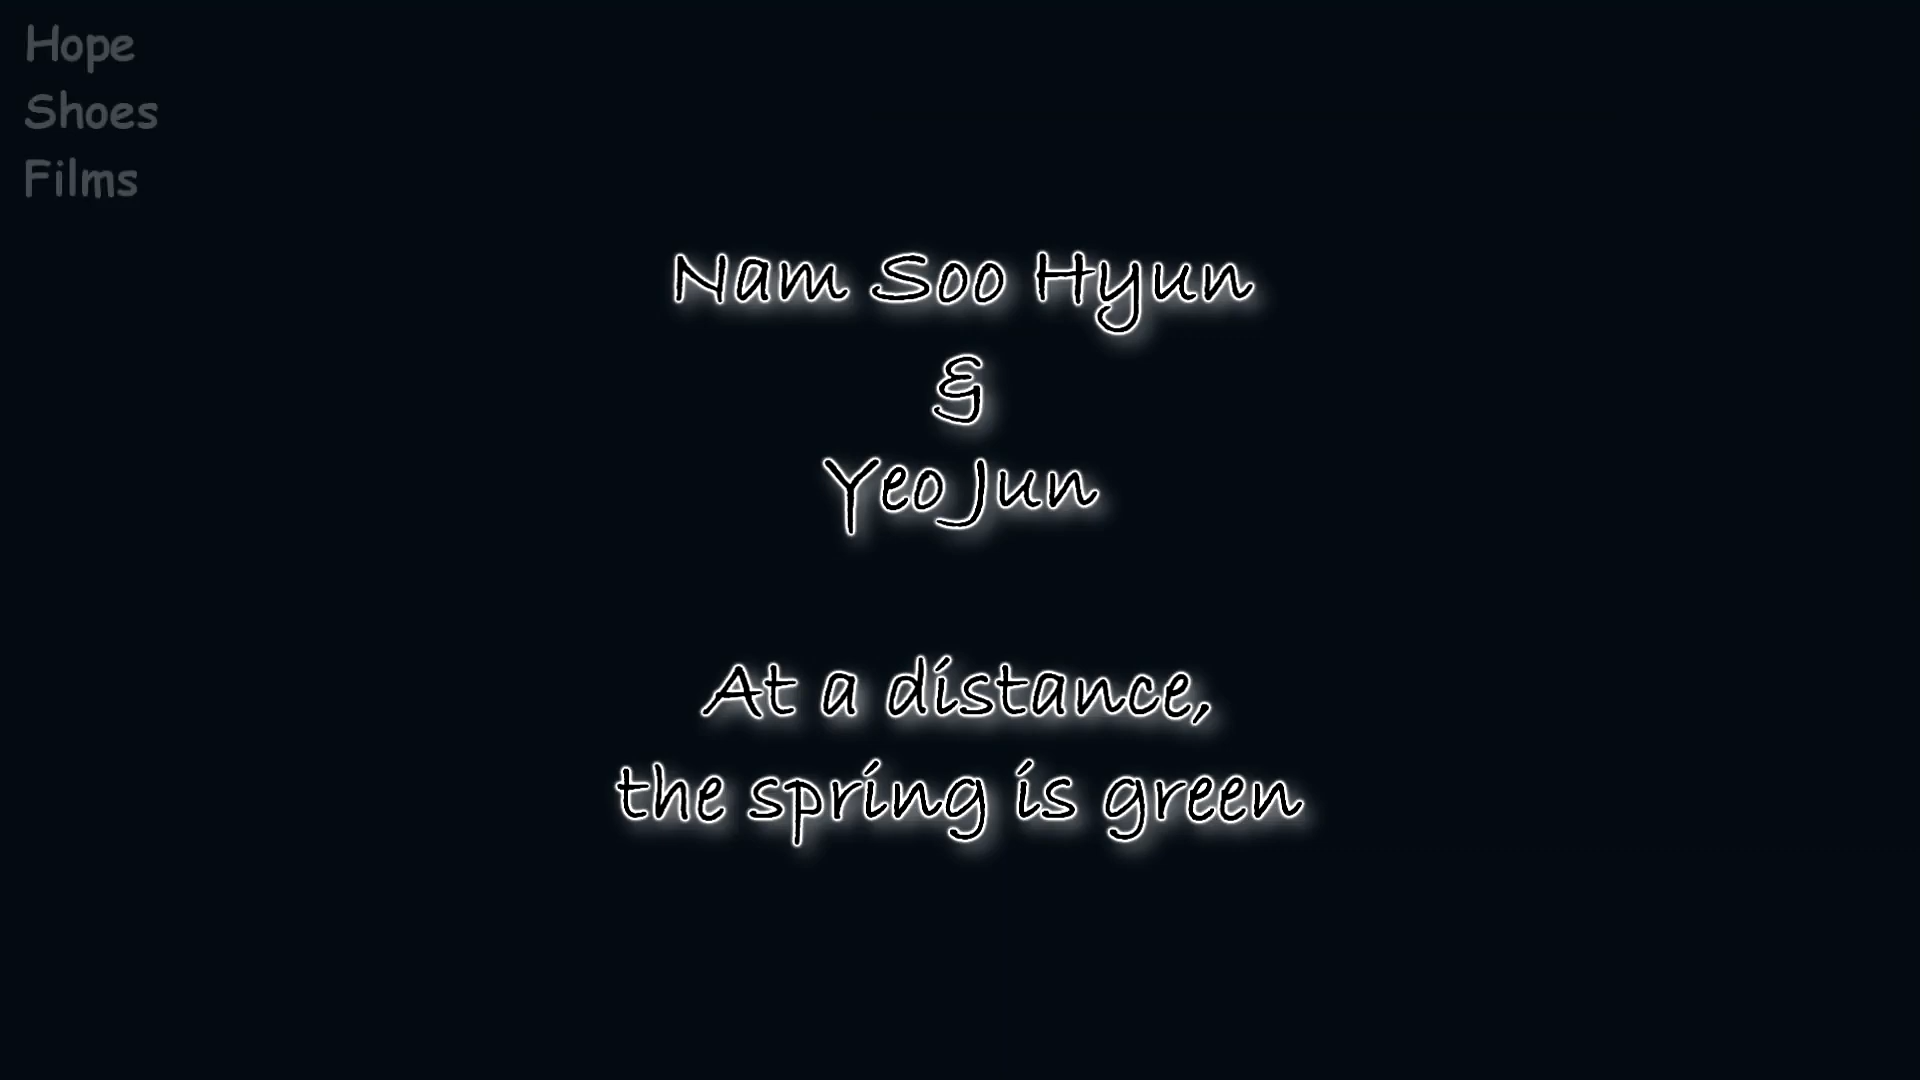 Hope
Shoes
Films
Nam Soo Hyun
&
Yeo Jun
At a distance,
the spring is green